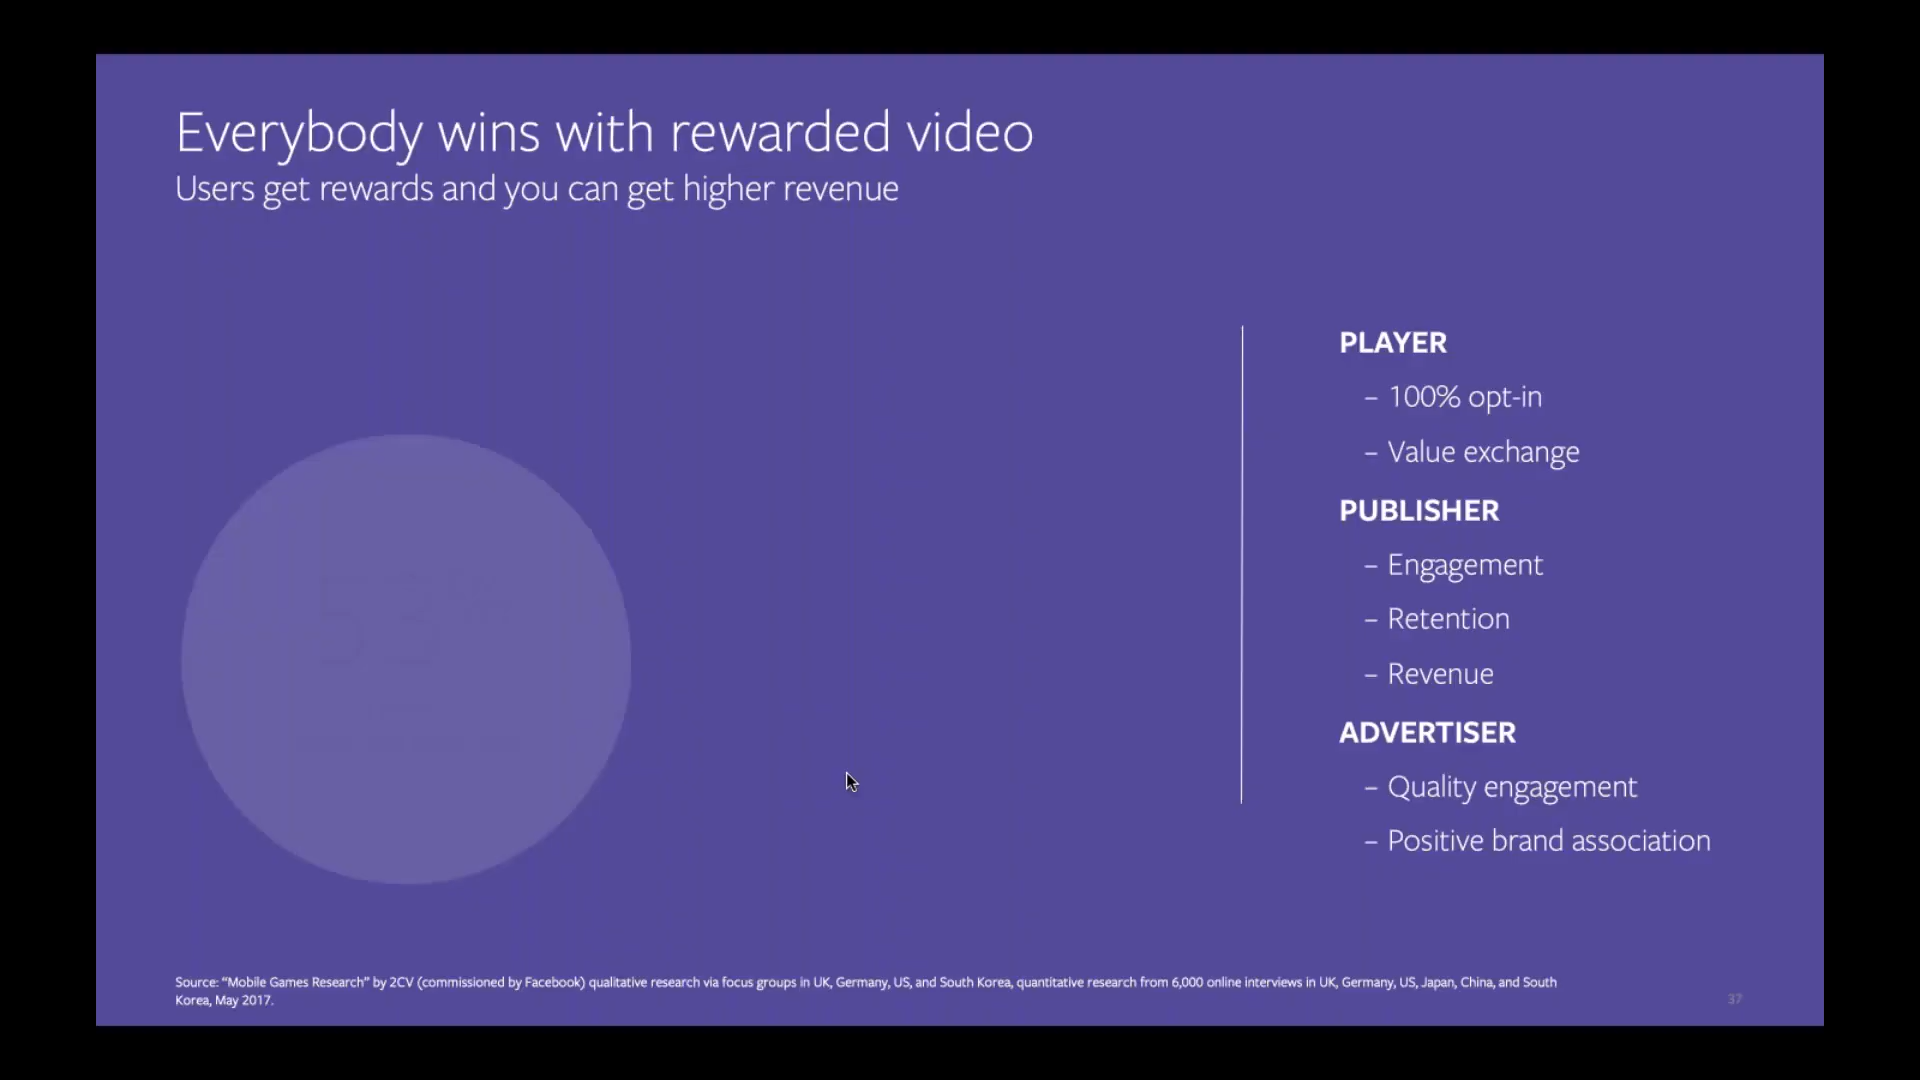 Everybody wins with rewarded video
Users get rewards and you can get higher revenue
PLAYER
– 100% opt-in
– Value exchange
PUBLISHER
– Engagement
– Retention
– Revenue
ADVERTISER
– Quality engagement
– Positive brand association
Source: “Mobile Games Research” by 2CV (commissioned by Facebook) qualitative research via focus groups in UK, Germany, US, and South Korea, quantitative research from 6,000 online interviews in UK, Germany, US, Japan, China, and South
Korea, May 2017.
37